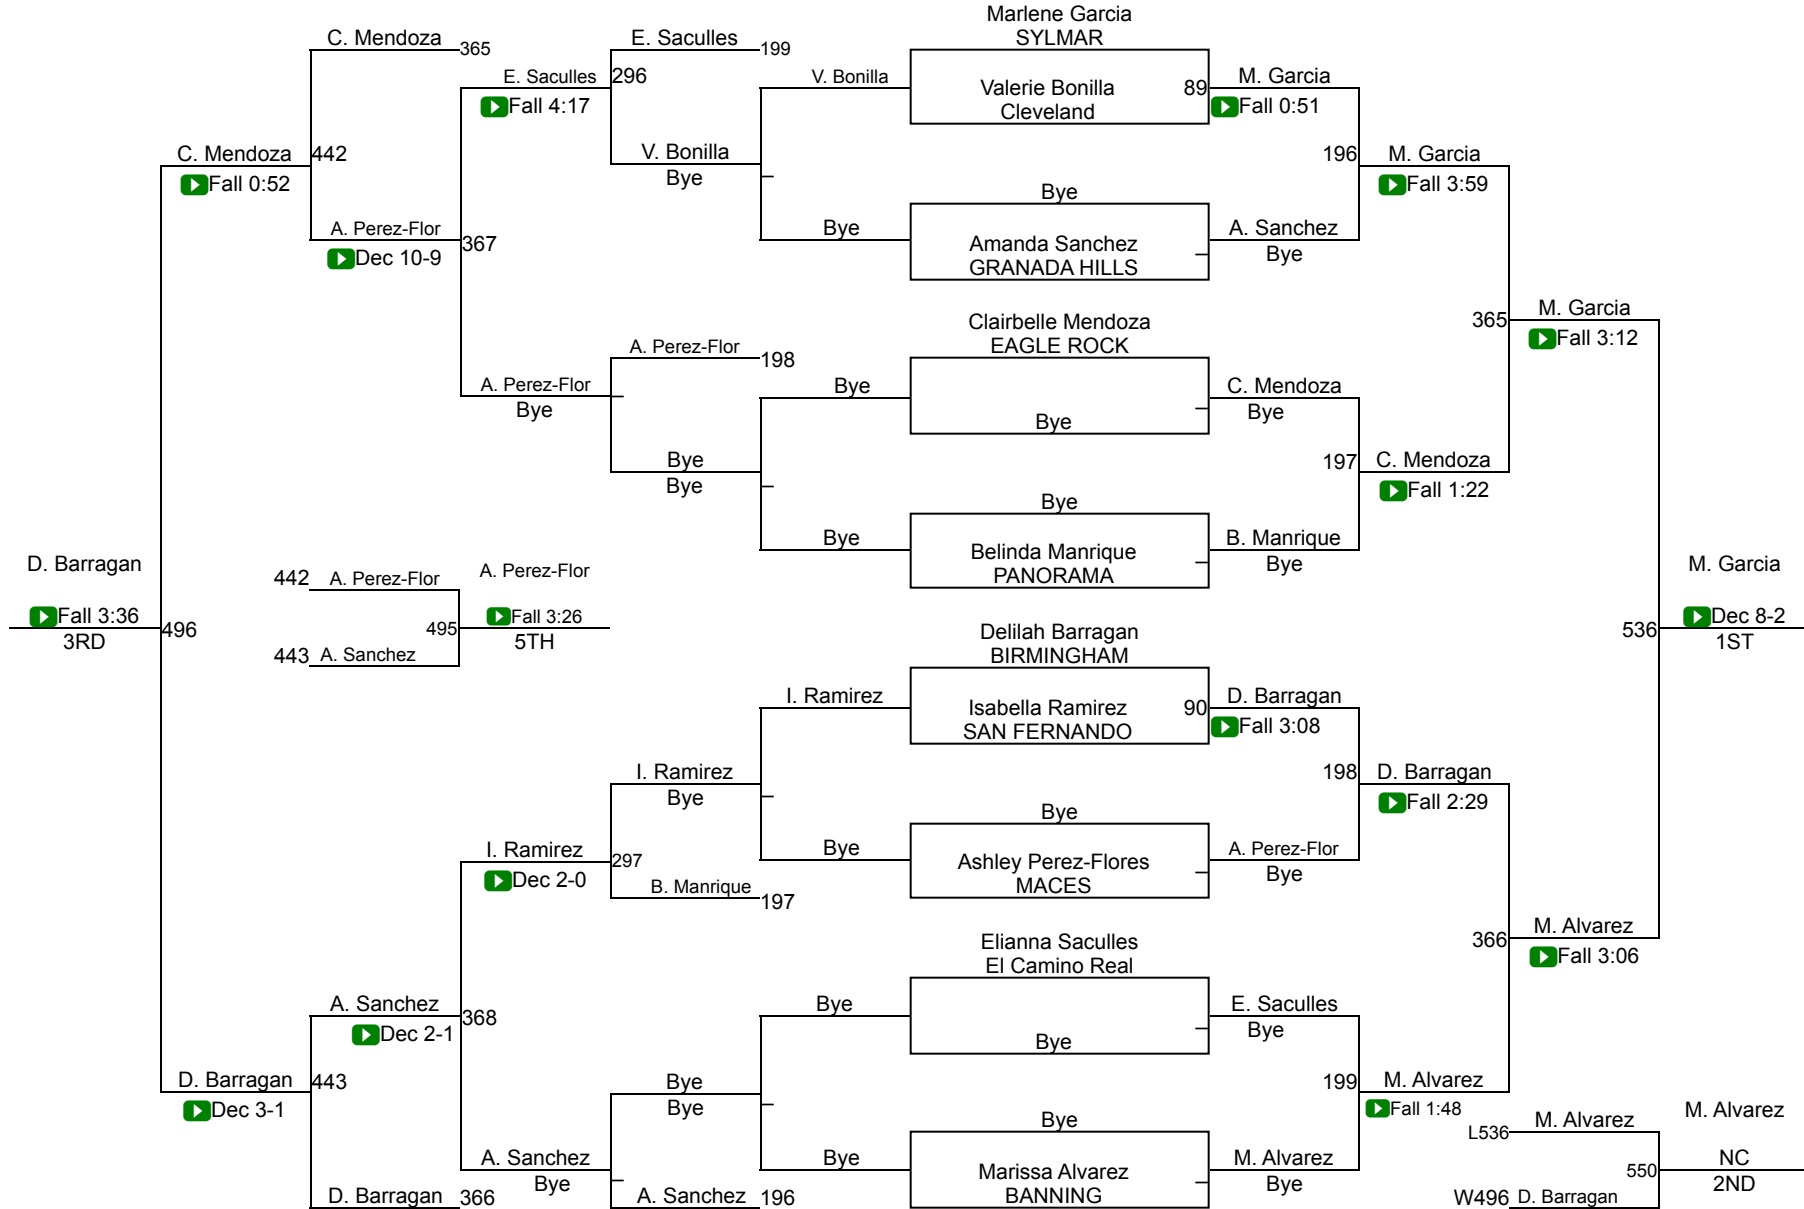 Marlene Garcia
SYLMAR
C. Mendoza 365
E. Saculles 199
E. Saculles 296
V. Bonilla
Valerie Bonilla 89
Cleveland
M. Garcia
Fall 4:17
Fall 0:51
C. Mendoza 442
V. Bonilla
196 M. Garcia
Fall 0:52
Bye
Fall 3:59
Bye
A. Perez-Flor 367
Bye
Amanda Sanchez
GRANADA HILLS
A. Sanchez
Dec 10-9
Bye
Clairbelle Mendoza
EAGLE ROCK
365 M. Garcia
Fall 3:12
A. Perez-Flor 198
A. Perez-Flor
Bye
Bye
C. Mendoza
Bye
Bye
Bye
Bye
Bye
197 C. Mendoza
Fall 1:22
Bye
Bye
Belinda Manrique
PANORAMA
B. Manrique
Bye
D. Barragan
442 A. Perez-Flor
A. Perez-Flor
M. Garcia
Fall 3:36
496
3RD
495
Fall 3:26
5TH
443 A. Sanchez
536
Dec 8-2
1ST
Delilah Barragan
BIRMINGHAM
I. Ramirez
Isabella Ramirez 90
SAN FERNANDO
D. Barragan
Fall 3:08
I. Ramirez
Bye
198 D. Barragan
Fall 2:29
Bye
I. Ramirez 297
Dec 2-0
Bye
Ashley Perez-Flores
MACES
A. Perez-Flor
Bye
B. Manrique 197
366 M. Alvarez
Fall 3:06
Elianna Saculles
El Camino Real
A. Sanchez 368
Dec 2-1
Bye
Bye
E. Saculles
Bye
D. Barragan 443
Dec 3-1
Bye
Bye
199 M. Alvarez
Fall 1:48
Bye
L536 M. Alvarez
M. Alvarez
A. Sanchez
Bye
Bye
Marissa Alvarez
BANNING
M. Alvarez
Bye
550
NC
2ND
D. Barragan 366
A. Sanchez 196
W496 D. Barragan